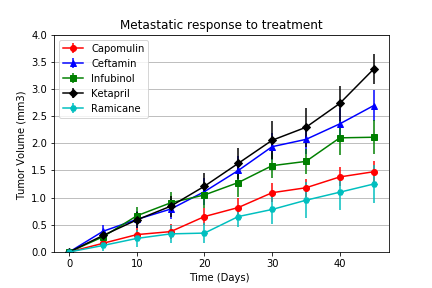 Metastatic response to treatment
Tumor Volume (mm3)
4.0
3.5
3.0
2.5
2.0
1.5
1.0
0.5
0.0
Capomulin
Ceftamin
Infubinol
Ketapril
Ramicane
0
10
20
30
40
Time (Days)